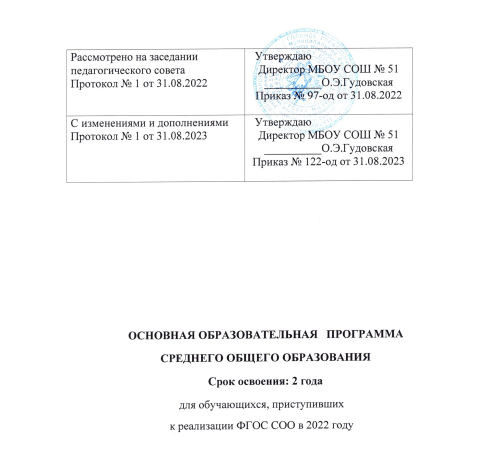 Рассмотрено на заседании
педагогического совета
Протокол № 1 от 31.08.2022
Утверждаю
Директор МБОУ СОШ № 51
__________О.Э.Гудовская
Приказ № 97-од от 31.08.2022
С изменениями и дополнениями
Протокол № 1 от 31.08.2023
Утверждаю
Директор МБОУ СОШ № 51
__________О.Э.Гудовская
Приказ № 122-од от 31.08.2023
ОСНОВНАЯ ОБРАЗОВАТЕЛЬНАЯ ПРОГРАММА
СРЕДНЕГО ОБЩЕГО ОБРАЗОВАНИЯ
Срок освоения: 2 года
для обучающихся, приступивших
к реализации ФГОС СОО в 2022 году